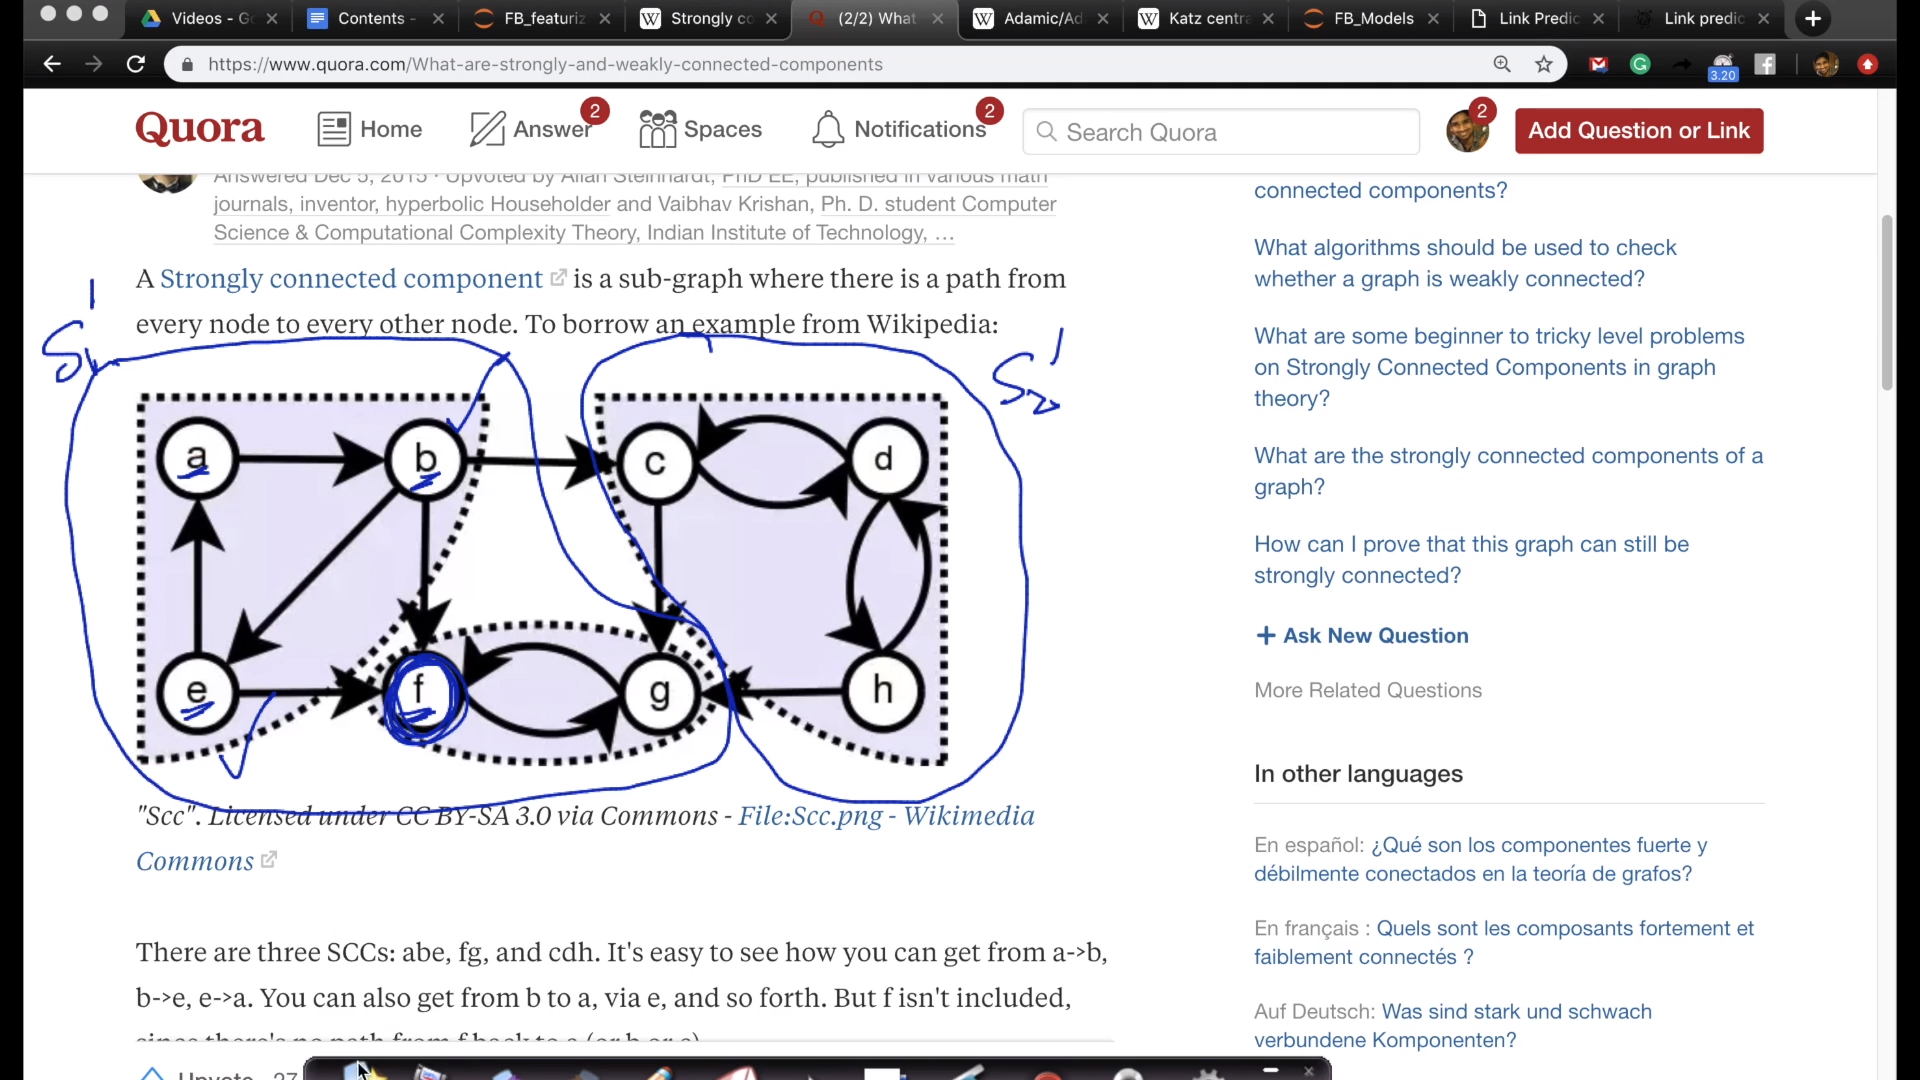 Videos - G
Contents -
FB_featuriz
Strongly co
(2/2) What
Adamic/Ad
Katz centra
FB_Models
Link Predic
Link predic
https://www.quora.com/What-are-strongly-and-weakly-connected-components
3.20
Quora
Home
Answer
2
Spaces
Notifications
2
Search Quora
2
Add Question or Link
Answered Dec 5, 2015 · Upvoted by Allan Steinhardt, PhD EE, published in various math
journals, inventor, hyperbolic Householder and Vaibhav Krishan, Ph. D. student Computer
Science & Computational Complexity Theory, Indian Institute of Technology, …
A Strongly connected component is a sub-graph where there is a path from
every node to every other node. To borrow an example from Wikipedia:
S1'
S2'
a
b
c
d
e
f
g
h
"Scc". Licensed under CC BY-SA 3.0 via Commons - File:Scc.png - Wikimedia
Commons
There are three SCCs: abe, fg, and cdh. It's easy to see how you can get from a->b,
b->e, e->a. You can also get from b to a, via e, and so forth. But f isn't included,
since there's no path from f back to a (or b or e).
Upvote · 27
connected components?
What algorithms should be used to check
whether a graph is weakly connected?
What are some beginner to tricky level problems
on Strongly Connected Components in graph
theory?
What are the strongly connected components of a
graph?
How can I prove that this graph can still be
strongly connected?
+ Ask New Question
More Related Questions
In other languages
En español: ¿Qué son los componentes fuerte y
débilmente conectados en la teoría de grafos?
En français : Quels sont les composants fortement et
faiblement connectés ?
Auf Deutsch: Was sind stark und schwach
verbundene Komponenten?